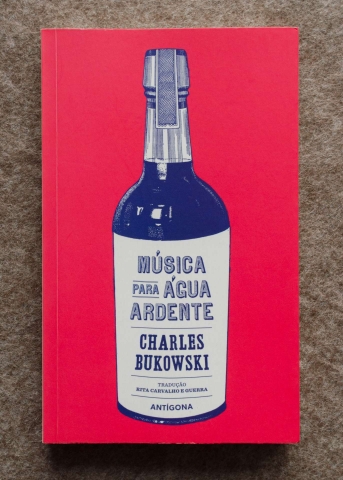 MÚSICA
PARA ÁGUA
ARDENTE
CHARLES
BUKOWSKI
TRADUÇÃO
RITA CARVALHO E GUERRA
ANTÍGONA